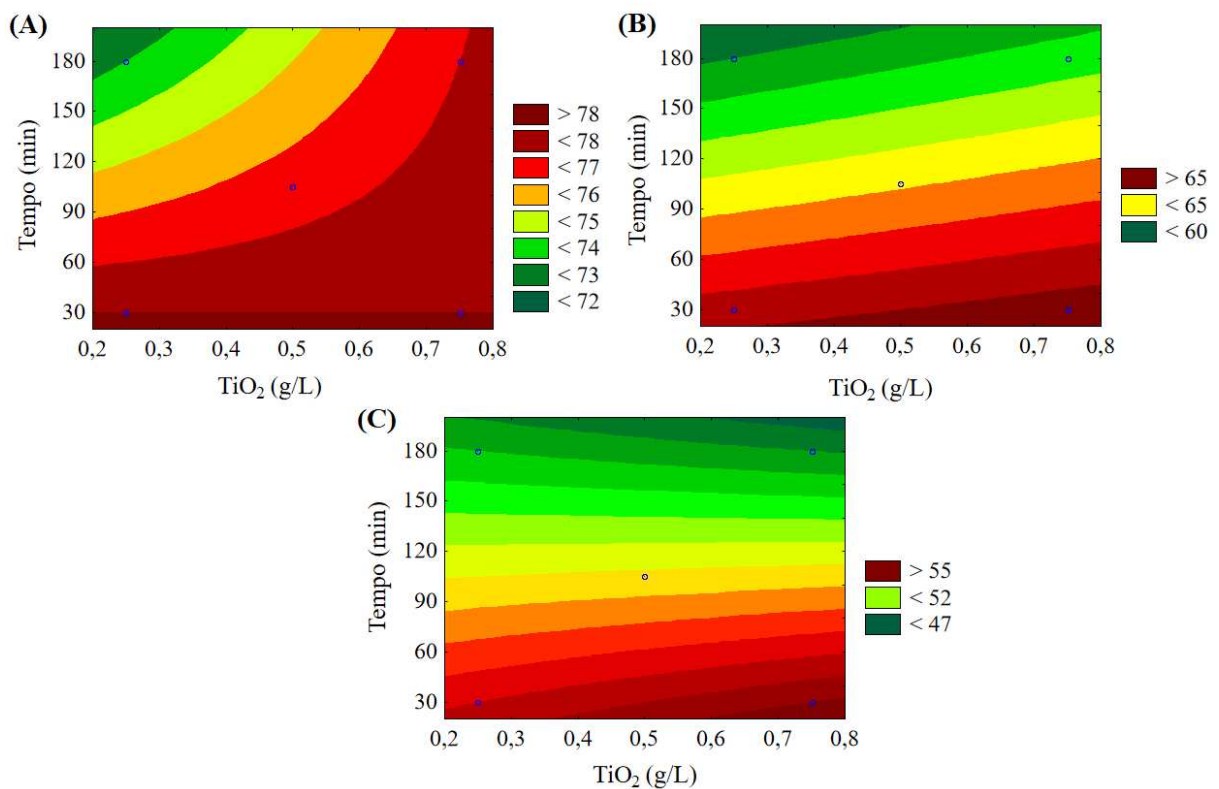 (A)
Tempo (min)
180
150
120
90
60
30
0,2 0,3 0,4 0,5 0,6 0,7 0,8
TiO₂ (g/L)
> 78
< 78
< 77
< 76
< 75
< 74
< 73
< 72
(B)
Tempo (min)
180
150
120
90
60
30
0,2 0,3 0,4 0,5 0,6, 0,7 0,8
TiO₂ (g/L)
> 65
< 65
< 60
(C)
Tempo (min)
180
150
120
90
60
30
0,2 0,3 0,4 0,5 0,6 0,7 0,8
TiO₂ (g/L)
> 55
< 52
< 47